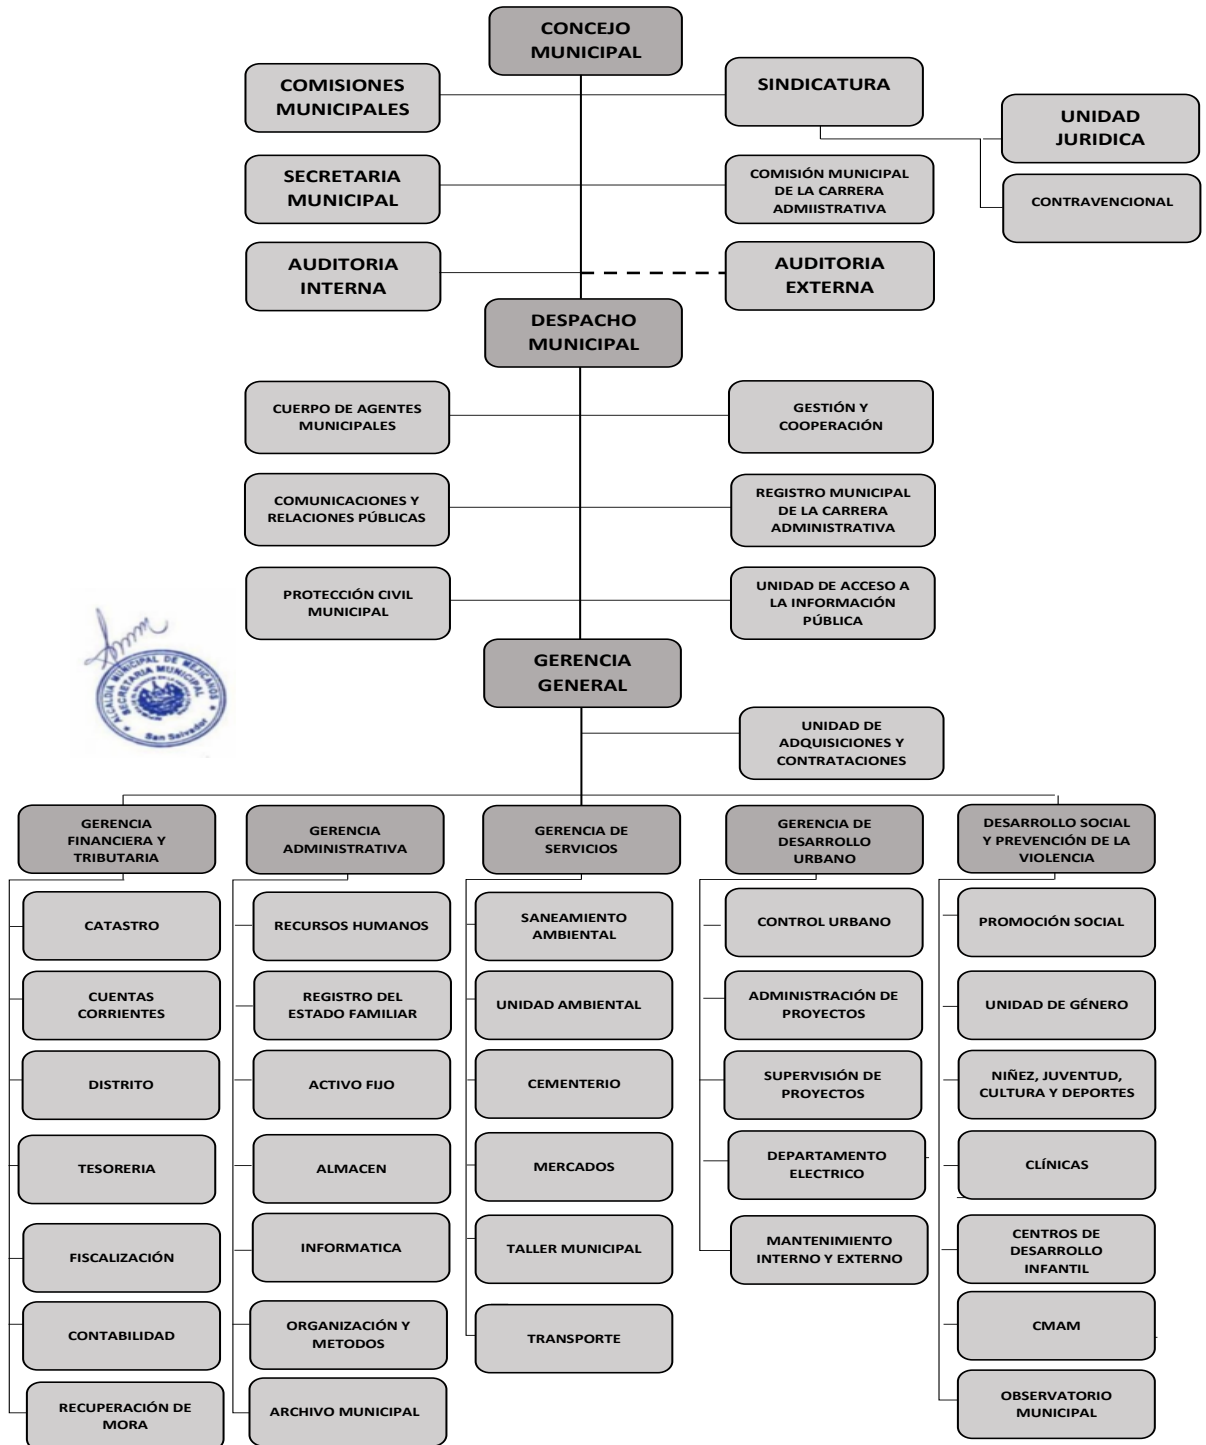 CONCEJO
MUNICIPAL
COMISIONES
MUNICIPALES
SINDICATURA
UNIDAD
JURIDICA
SECRETARIA
MUNICIPAL
COMISIÓN MUNICIPAL
DE LA CARRERA
ADMIISTRATIVA
CONTRAVENCIONAL
AUDITORIA
INTERNA
AUDITORIA
EXTERNA
DESPACHO
MUNICIPAL
CUERPO DE AGENTES
MUNICIPALES
GESTIÓN Y
COOPERACIÓN
COMUNICACIONES Y
RELACIONES PÚBLICAS
REGISTRO MUNICIPAL
DE LA CARRERA
ADMINISTRATIVA
PROTECCIÓN CIVIL
MUNICIPAL
UNIDAD DE ACCESO A
LA INFORMACIÓN
PÚBLICA
ALCALDIA MUNICIPAL DE MEJICANOS
SECRETARIA MUNICIPAL
San Salvador
GERENCIA
GENERAL
UNIDAD DE
ADQUISICIONES Y
CONTRATACIONES
GERENCIA
FINANCIERA Y
TRIBUTARIA
CATASTRO
CUENTAS
CORRIENTES
DISTRITO
TESORERIA
FISCALIZACIÓN
CONTABILIDAD
RECUPERACIÓN DE
MORA
GERENCIA
ADMINISTRATIVA
RECURSOS HUMANOS
REGISTRO DEL
ESTADO FAMILIAR
ACTIVO FIJO
ALMACEN
INFORMATICA
ORGANIZACIÓN Y
METODOS
ARCHIVO MUNICIPAL
GERENCIA DE
SERVICIOS
SANEAMIENTO
AMBIENTAL
UNIDAD AMBIENTAL
CEMENTERIO
MERCADOS
TALLER MUNICIPAL
TRANSPORTE
GERENCIA DE
DESARROLLO
URBANO
CONTROL URBANO
ADMINISTRACIÓN DE
PROYECTOS
SUPERVISIÓN DE
PROYECTOS
DEPARTAMENTO
ELECTRICO
MANTENIMIENTO
INTERNO Y EXTERNO
DESARROLLO SOCIAL
Y PREVENCIÓN DE LA
VIOLENCIA
PROMOCIÓN SOCIAL
UNIDAD DE GÉNERO
NIÑEZ, JUVENTUD,
CULTURA Y DEPORTES
CLÍNICAS
CENTROS DE
DESARROLLO
INFANTIL
CMAM
OBSERVATORIO
MUNICIPAL